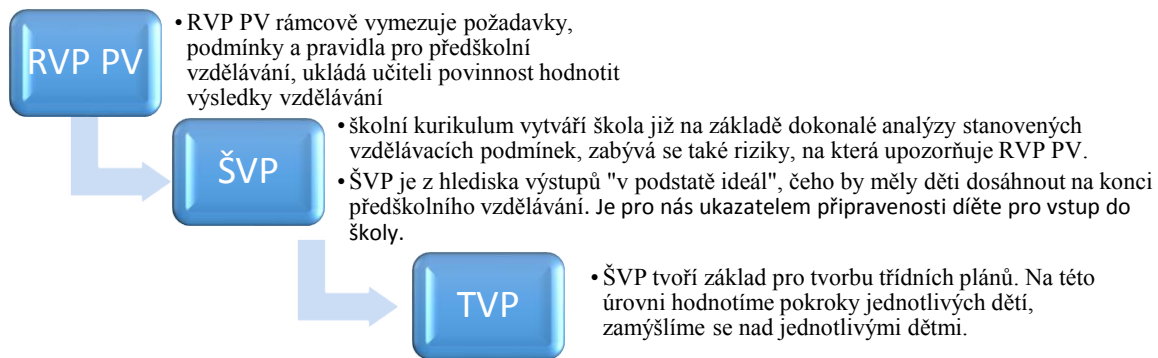 RVP PV
• RVP PV rámcově vymezuje požadavky,
podmínky a pravidla pro předškolní
vzdělávání, ukládá učiteli povinnost hodnotit
výsledky vzdělávání
ŠVP
• školní kurikulum vytváří škola již na základě dokonalé analýzy stanovených
vzdělávacích podmínek, zabývá se také riziky, na která upozorňuje RVP PV.
• ŠVP je z hlediska výstupů "v podstatě ideál", čeho by měly děti dosáhnout na konci
předškolního vzdělávání. Je pro nás ukazatelem připravenosti díěte pro vstup do
školy.
TVP
• ŠVP tvoří základ pro tvorbu třídních plánů. Na této
úrovni hodnotíme pokroky jednotlivých dětí,
zamýšlíme se nad jednotlivými dětmi.